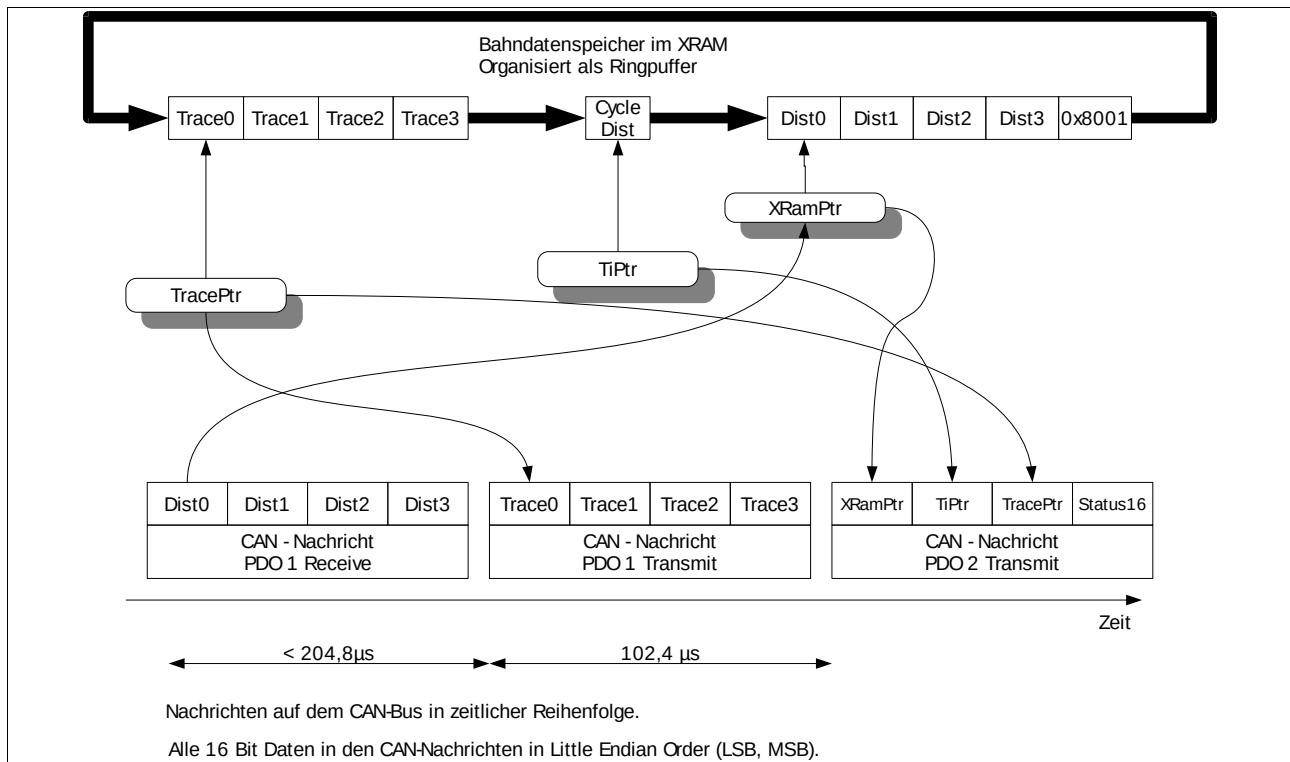 Bahndatenspeicher im XRAM
Organisiert als Ringpuffer
Trace0 Trace1 Trace2 Trace3
Cycle
Dist
Dist0 Dist1 Dist2 Dist3 0x8001
XRamPtr
TiPtr
TracePtr
Dist0 Dist1 Dist2 Dist3
CAN - Nachricht
PDO 1 Receive
Trace0 Trace1 Trace2 Trace3
CAN - Nachricht
PDO 1 Transmit
XRamPtr TiPtr TracePtr Status16
CAN - Nachricht
PDO 2 Transmit
Zeit
< 204,8µs
102,4 µs
Nachrichten auf dem CAN-Bus in zeitlicher Reihenfolge.
Alle 16 Bit Daten in den CAN-Nachrichten in Little Endian Order (LSB, MSB).